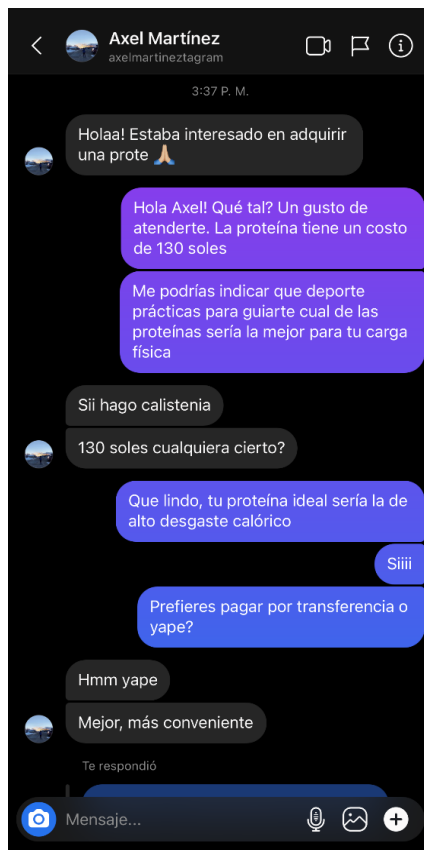 Axel Martínez
axelmartineztagram
3:37 P. M.
Holaa! Estaba interesado en adquirir
una prote 🙏🏼
Hola Axel! Qué tal? Un gusto de
atenderte. La proteína tiene un costo
de 130 soles
Me podrías indicar que deporte
prácticas para guiarte cual de las
proteínas sería la mejor para tu carga
física
Sii hago calistenia
130 soles cualquiera cierto?
Que lindo, tu proteína ideal sería la de
alto desgaste calórico
Siiii
Prefieres pagar por transferencia o
yape?
Hmm yape
Mejor, más conveniente
Te respondió
Mensaje...